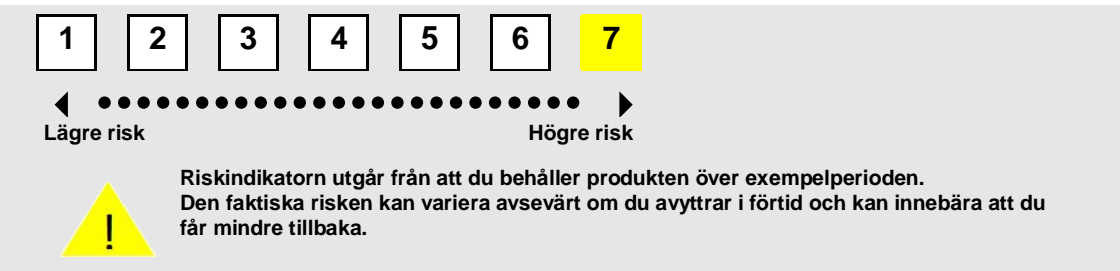 1 2 3 4 5 6 7
Lägre risk Högre risk
Riskindikatorn utgår från att du behåller produkten över exempelperioden.
Den faktiska risken kan variera avsevärt om du avyttrar i förtid och kan innebära att du
får mindre tillbaka.
!